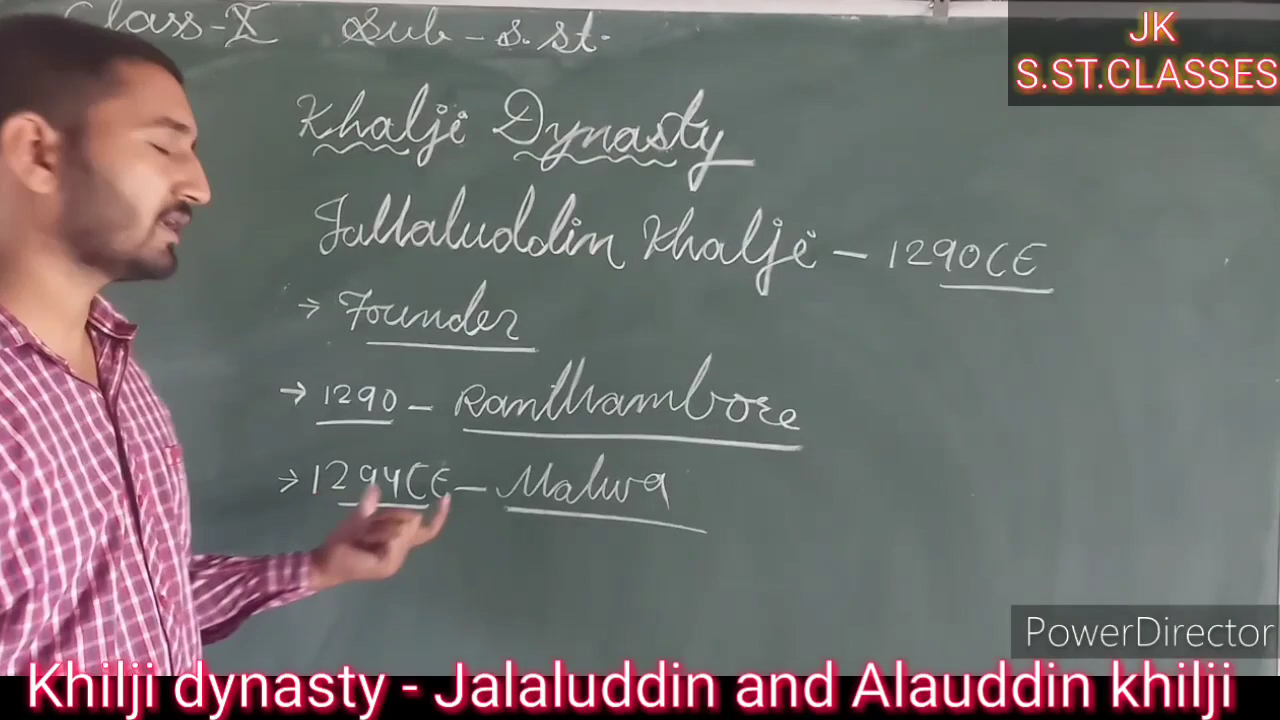 Class-X Sub-S.st.
JK
S.ST.CLASSES
Khalji Dynasty
Jallaluddin Khalji - 1290CE
→ Founder
→ 1290 - Ranthambore
→ 1294CE - Malwa
PowerDirector
Khilji dynasty - Jalaluddin and Alauddin khilji